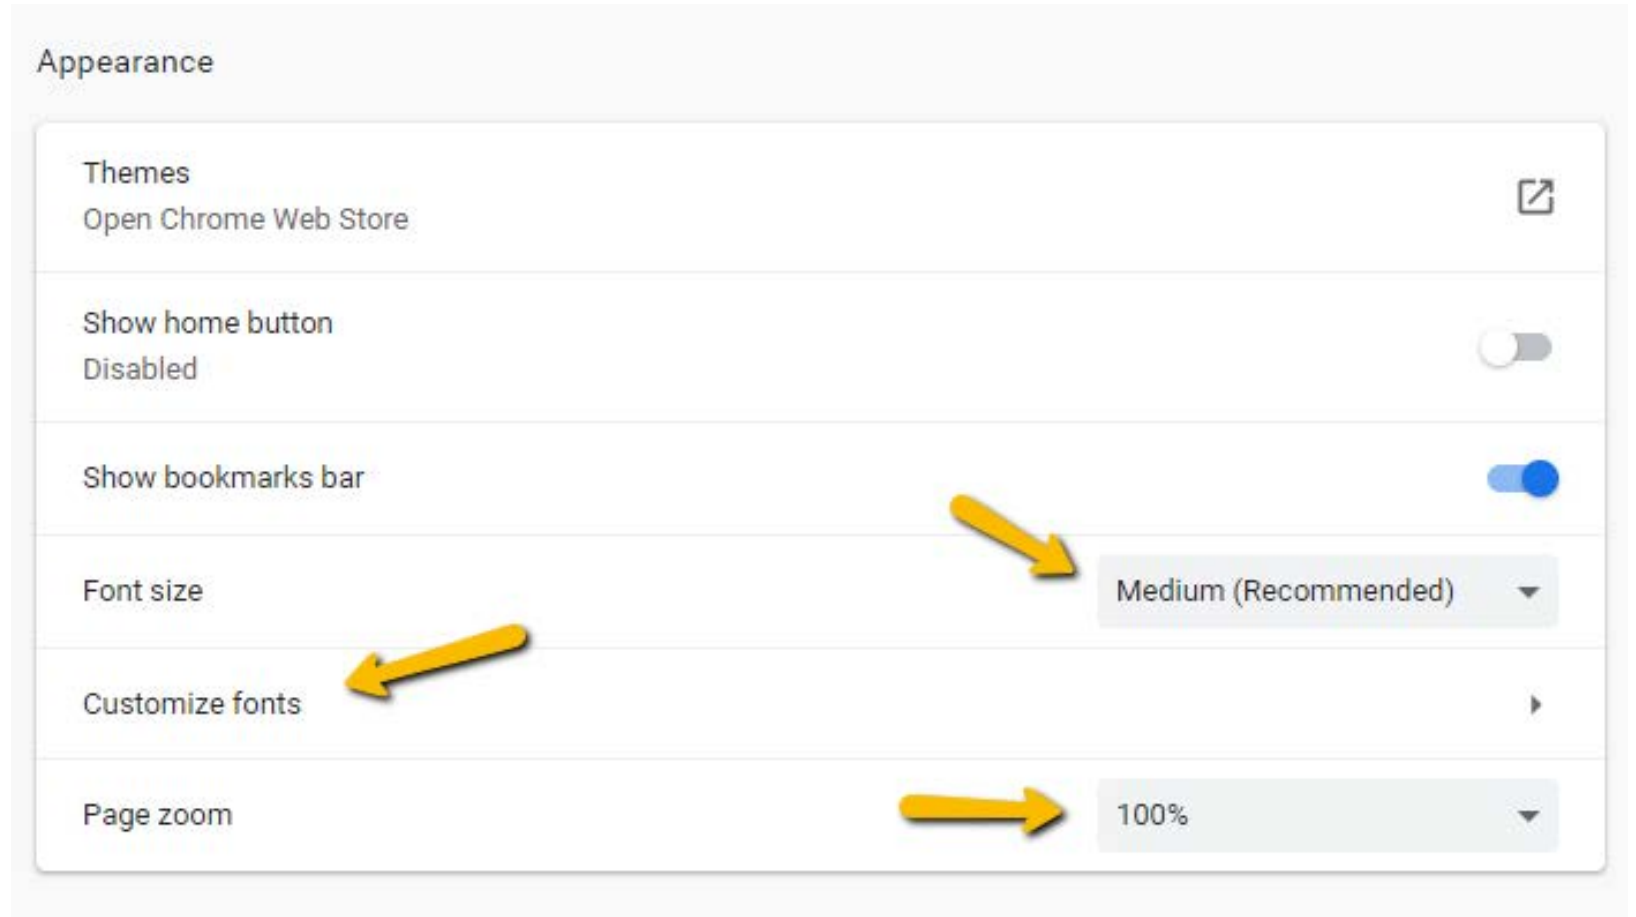 Appearance
Themes
Open Chrome Web Store
Show home button
Disabled
Show bookmarks bar
Font size
Medium (Recommended)
Customize fonts
Page zoom
100%